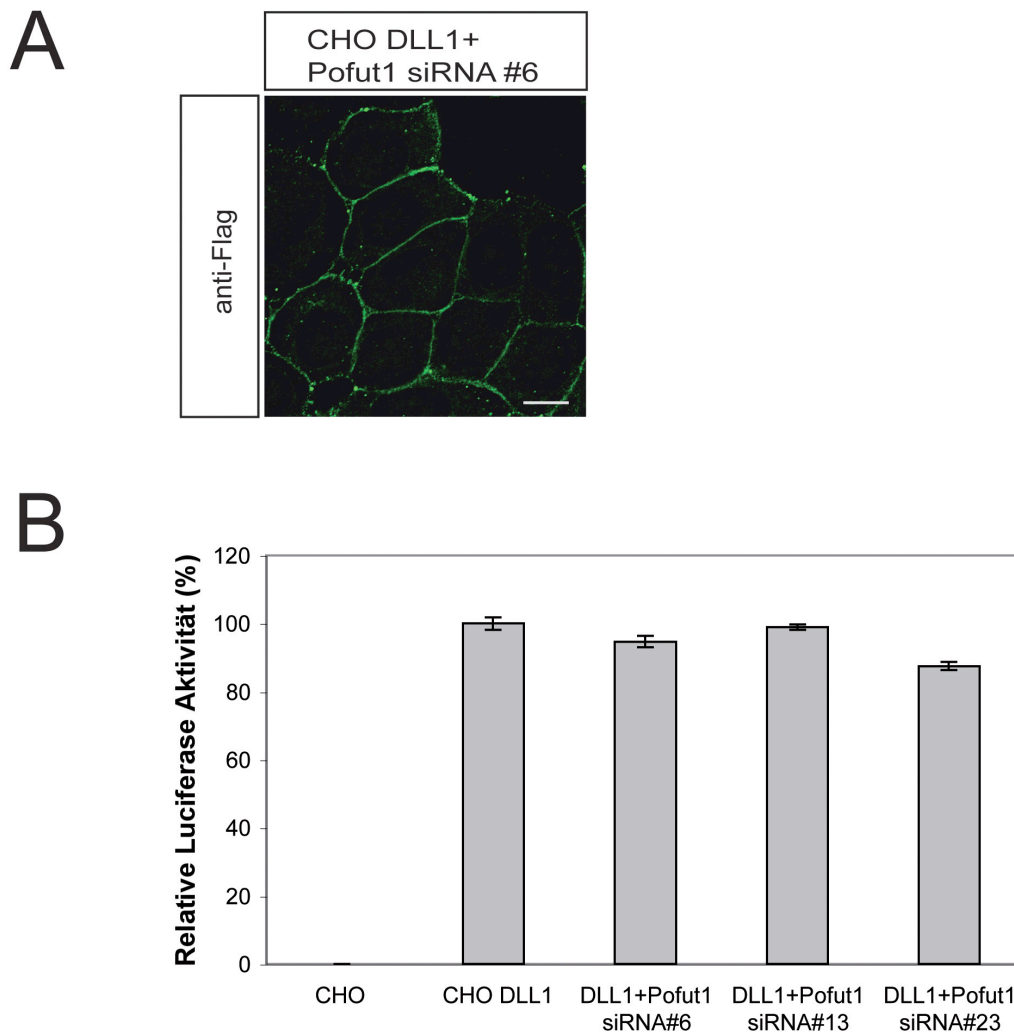 A
CHO DLL1+
Pofut1 siRNA #6
anti-Flag
B
Relative Luciferase Aktivität (%)
120
100
80
60
40
20
0
CHO
CHO DLL1
DLL1+Pofut1
siRNA#6
DLL1+Pofut1
siRNA#13
DLL1+Pofut1
siRNA#23